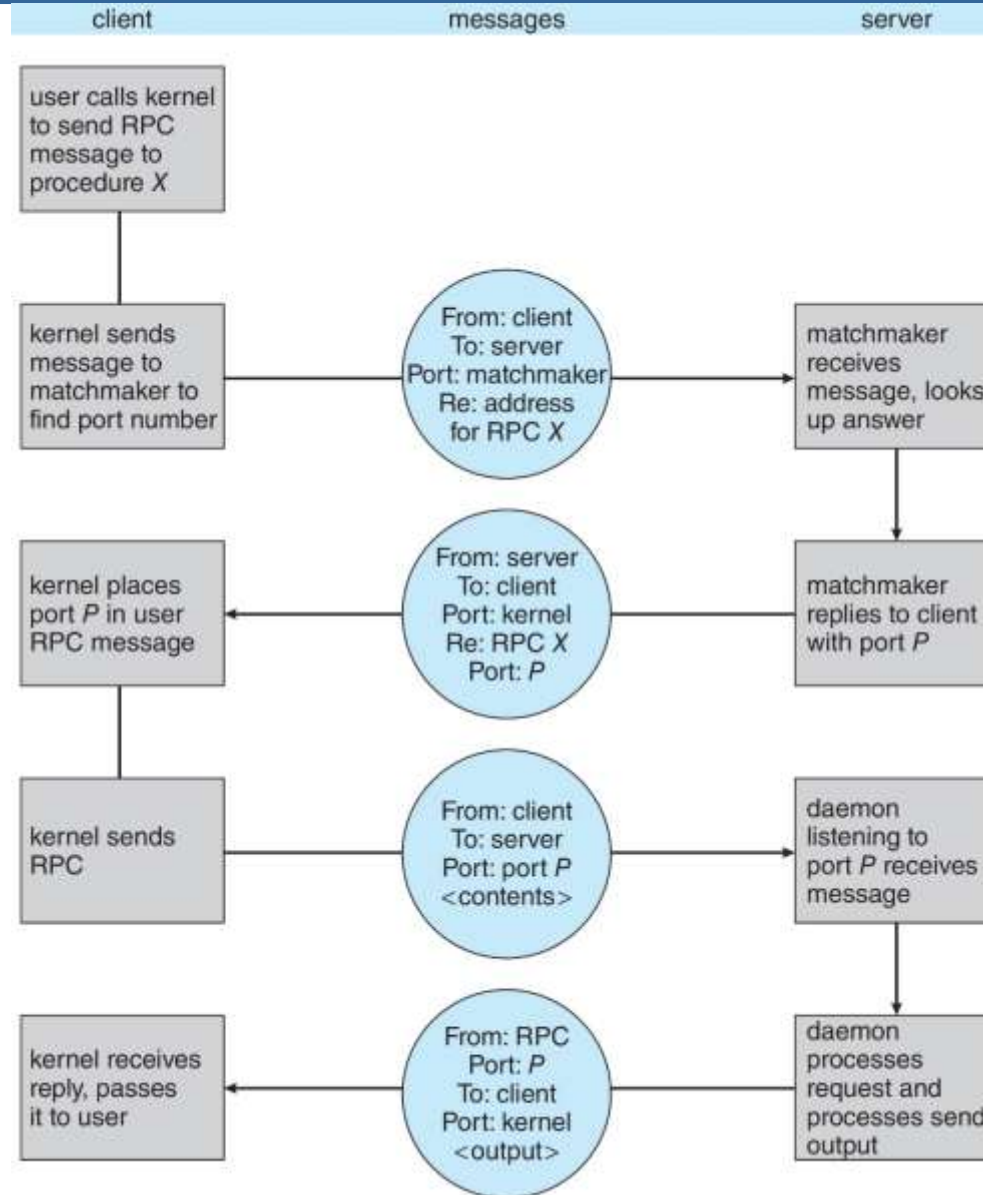 client messages server
user calls kernel
to send RPC
message to
procedure X
kernel sends
message to
matchmaker to
find port number
From: client
To: server
Port: matchmaker
Re: address
for RPC X
matchmaker
receives
message, looks
up answer
kernel places
port P in user
RPC message
From: server
To: client
Port: kernel
Re: RPC X
Port: P
matchmaker
replies to client
with port P
kernel sends
RPC
From: client
To: server
Port: port P
<contents>
daemon
listening to
port P receives
message
kernel receives
reply, passes
it to user
From: RPC
Port: P
To: client
Port: kernel
<output>
daemon
processes
request and
processes send
output